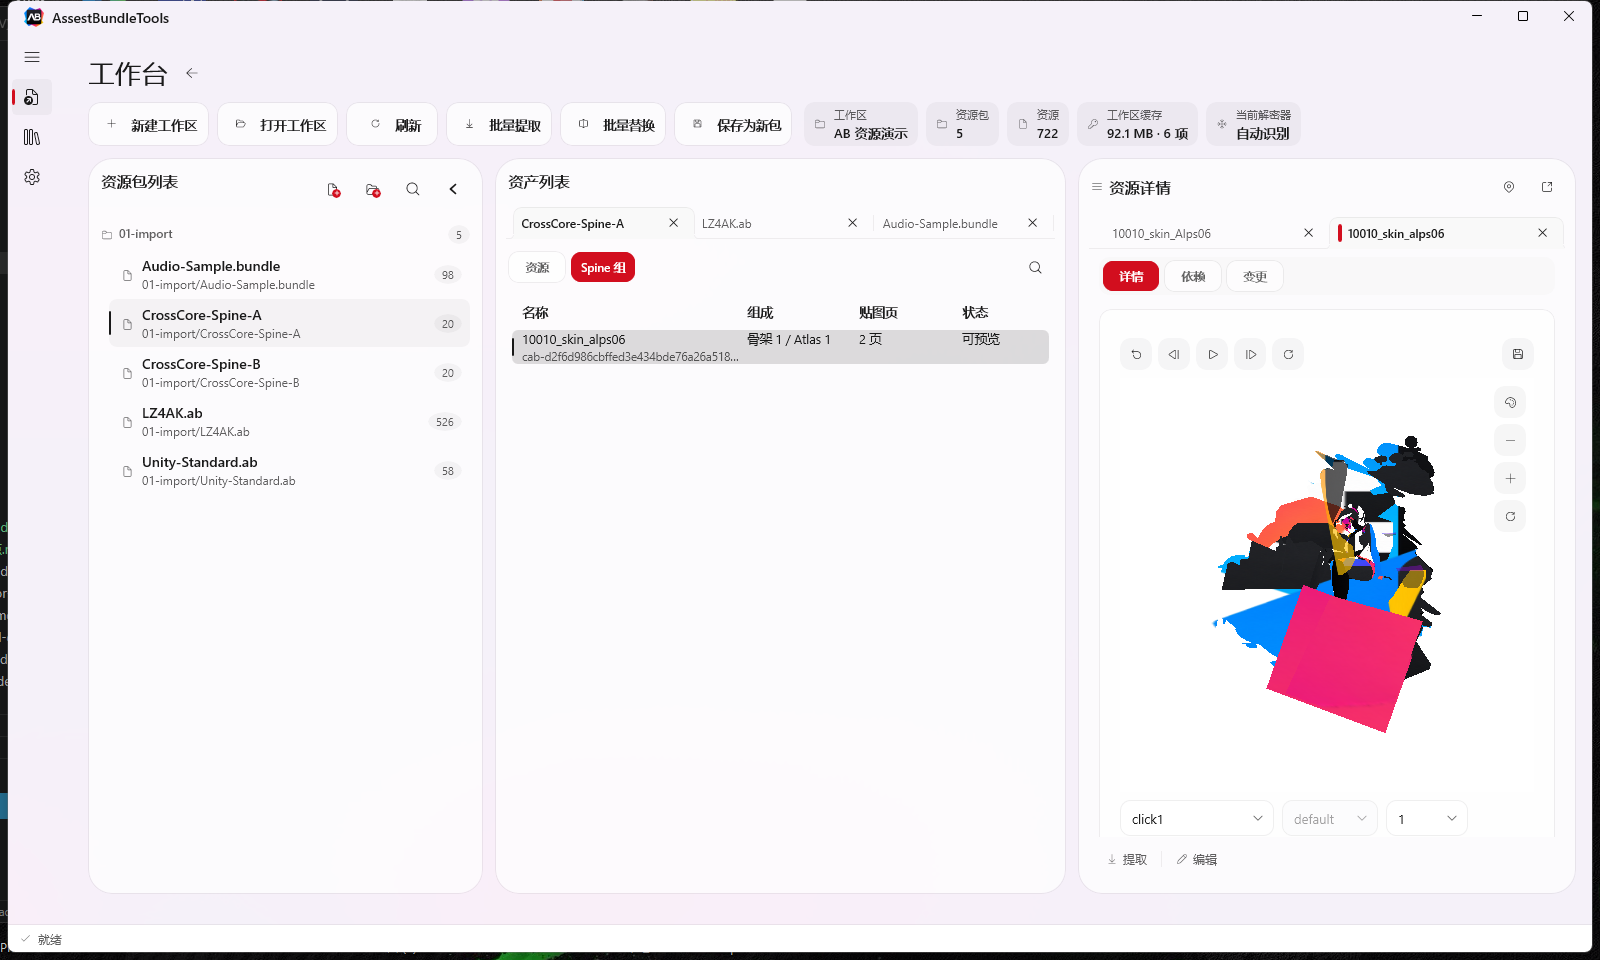 AssestBundleTools
工作台
新建工作区
打开工作区
刷新
批量提取
批量替换
保存为新包
工作区
AB 资源演示
资源包
5
资源
722
工作区缓存
92.1 MB · 6 项
当前解密器
自动识别
资源包列表
01-import
5
Audio-Sample.bundle
01-import/Audio-Sample.bundle
98
CrossCore-Spine-A
01-import/CrossCore-Spine-A
20
CrossCore-Spine-B
01-import/CrossCore-Spine-B
20
LZ4AK.ab
01-import/LZ4AK.ab
526
Unity-Standard.ab
01-import/Unity-Standard.ab
58
资产列表
CrossCore-Spine-A
LZ4AK.ab
Audio-Sample.bundle
资源
Spine 组
名称
组成
贴图页
状态
10010_skin_alps06
骨架 1 / Atlas 1
2 页
可预览
cab-d2f6d986cbffed3e434bde76a26a518...
资源详情
10010_skin_Alps06
10010_skin_alps06
详情
依赖
变更
click1
default
1
提取
编辑
就绪